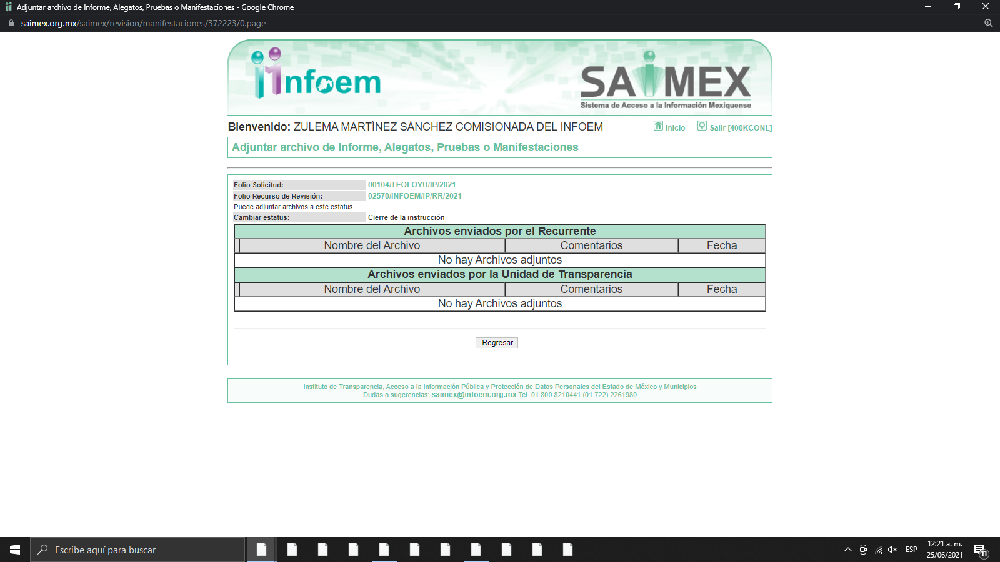 Adjuntar archivo de Informe, Alegatos, Pruebas o Manifestaciones - Google Chrome
saimex.org.mx/saimex/revision/manifestaciones/372223/0.page
infoem
SAIMEX
Sistema de Acceso a la Información Mexiquense
Bienvenido: ZULEMA MARTÍNEZ SÁNCHEZ COMISIONADA DEL INFOEM
Inicio Salir [400KCONL]
Adjuntar archivo de Informe, Alegatos, Pruebas o Manifestaciones
Folio Solicitud: 00104/TEOLOYU/IP/2021
Folio Recurso de Revisión: 02570/INFOEM/IP/RR/2021
Puede adjuntar archivos a este estatus
Cambiar estatus: Cierre de la instrucción
Archivos enviados por el Recurrente
Nombre del Archivo Comentarios Fecha
No hay Archivos adjuntos
Archivos enviados por la Unidad de Transparencia
Nombre del Archivo Comentarios Fecha
No hay Archivos adjuntos
Regresar
Instituto de Transparencia, Acceso a la Información Pública y Protección de Datos Personales del Estado de México y Municipios
Dudas o sugerencias: saimex@infoem.org.mx Tel. 01 800 8210441 (01 722) 2261980
Escribe aquí para buscar
ESP
12:21 a. m.
25/06/2021
11